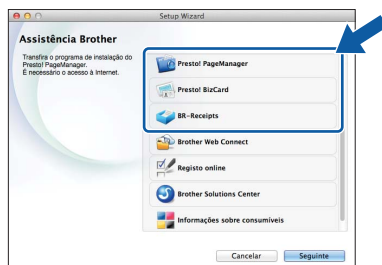 Setup Wizard
Assistência Brother
Transfira o programa de instalação do
Presto! PageManager.
É necessário o acesso à Internet.
Presto! PageManager
Presto! BizCard
BR-Receipts
Brother Web Connect
Registo online
Brother Solutions Center
Informações sobre consumíveis
Cancelar
Seguinte